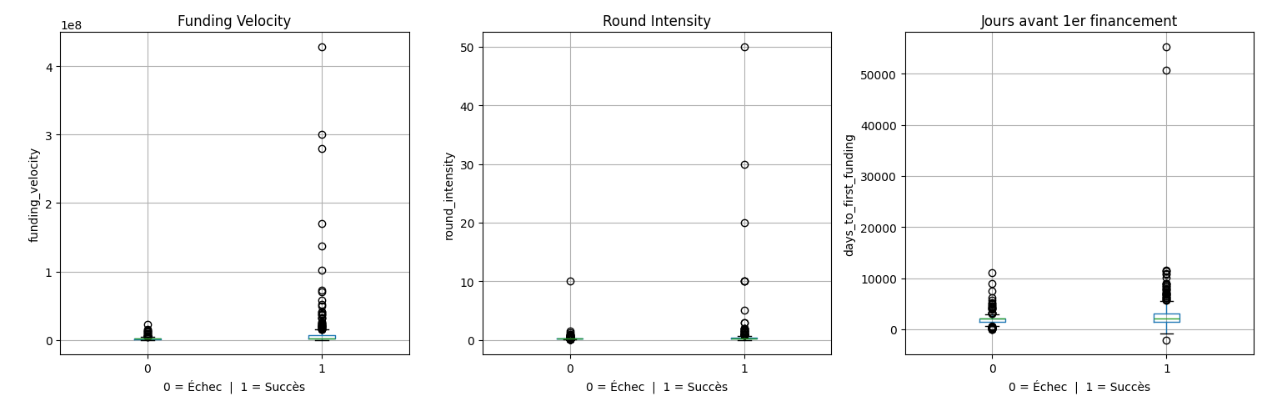 Funding Velocity
1e8
4
3
2
1
0
funding_velocity
0
1
0 = Échec | 1 = Succès
Round Intensity
50
40
30
20
10
0
round_intensity
0
1
0 = Échec | 1 = Succès
Jours avant 1er financement
50000
40000
30000
20000
10000
0
days_to_first_funding
0
1
0 = Échec | 1 = Succès